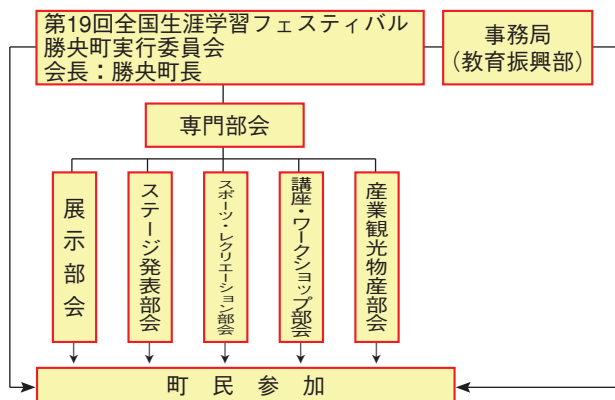 第19回全国生涯学習フェスティバル
勝央町実行委員会
会長：勝央町長
事務局
（教育振興部）
専門部会
展示部会
ステージ発表部会
スポーツ・レクリエーション部会
講座・ワークショップ部会
産業観光物産部会
町民参加